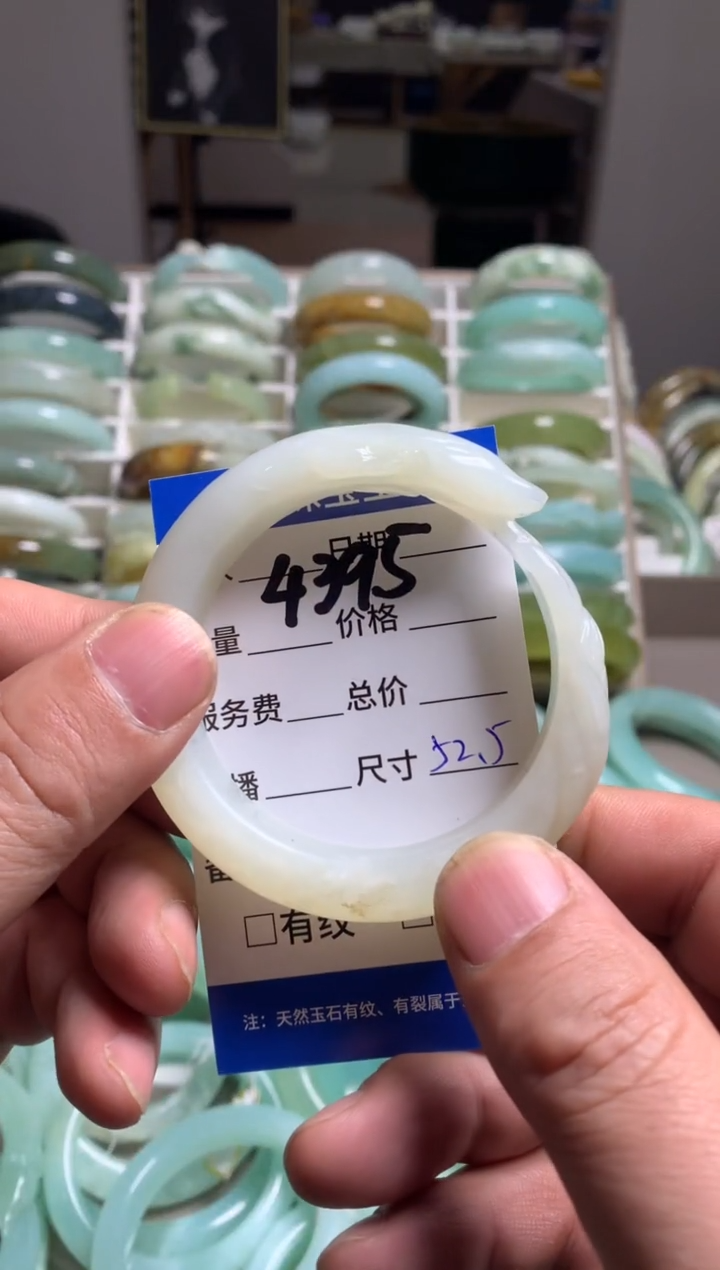 日期
4395
量 价格
服务费 总价
播 尺寸 52.5
备
□有纹
注：天然玉石有纹、有裂属于